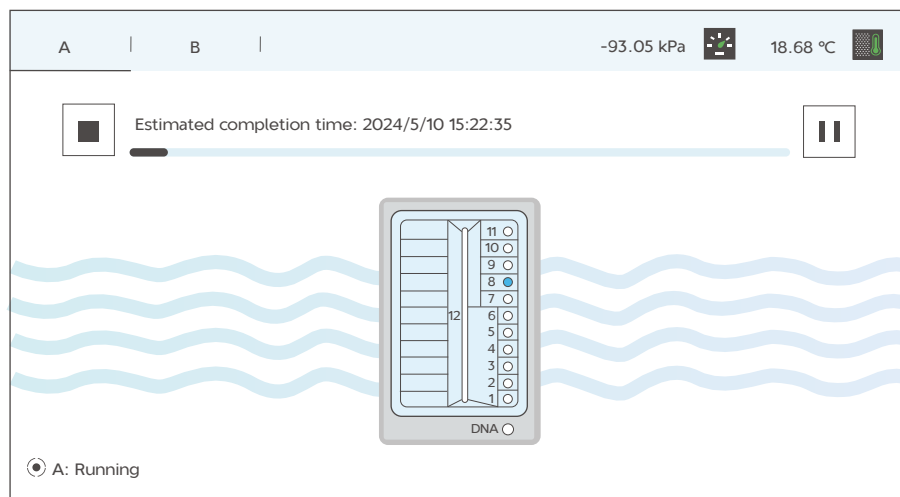 A B -93.05 kPa 18.68 ℃
Estimated completion time: 2024/5/10 15:22:35
11
10
9
8
7
12 6
5
4
3
2
1
DNA
A: Running